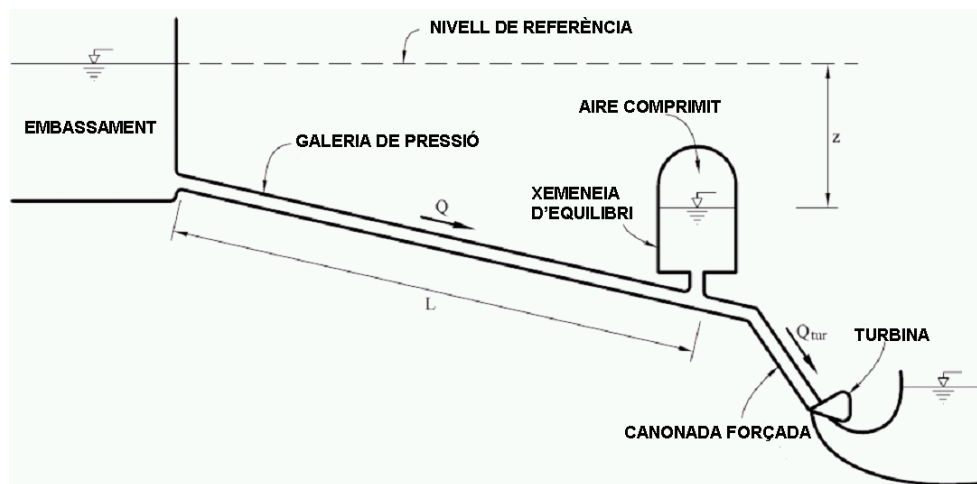 NIVELL DE REFERÈNCIA
AIRE COMPRIMIT
EMBASSAMENT
GALERIA DE PRESSIÓ
z
XEMENEIA
D'EQUILIBRI
Q
L
Qtur
TURBINA
CANONADA FORÇADA